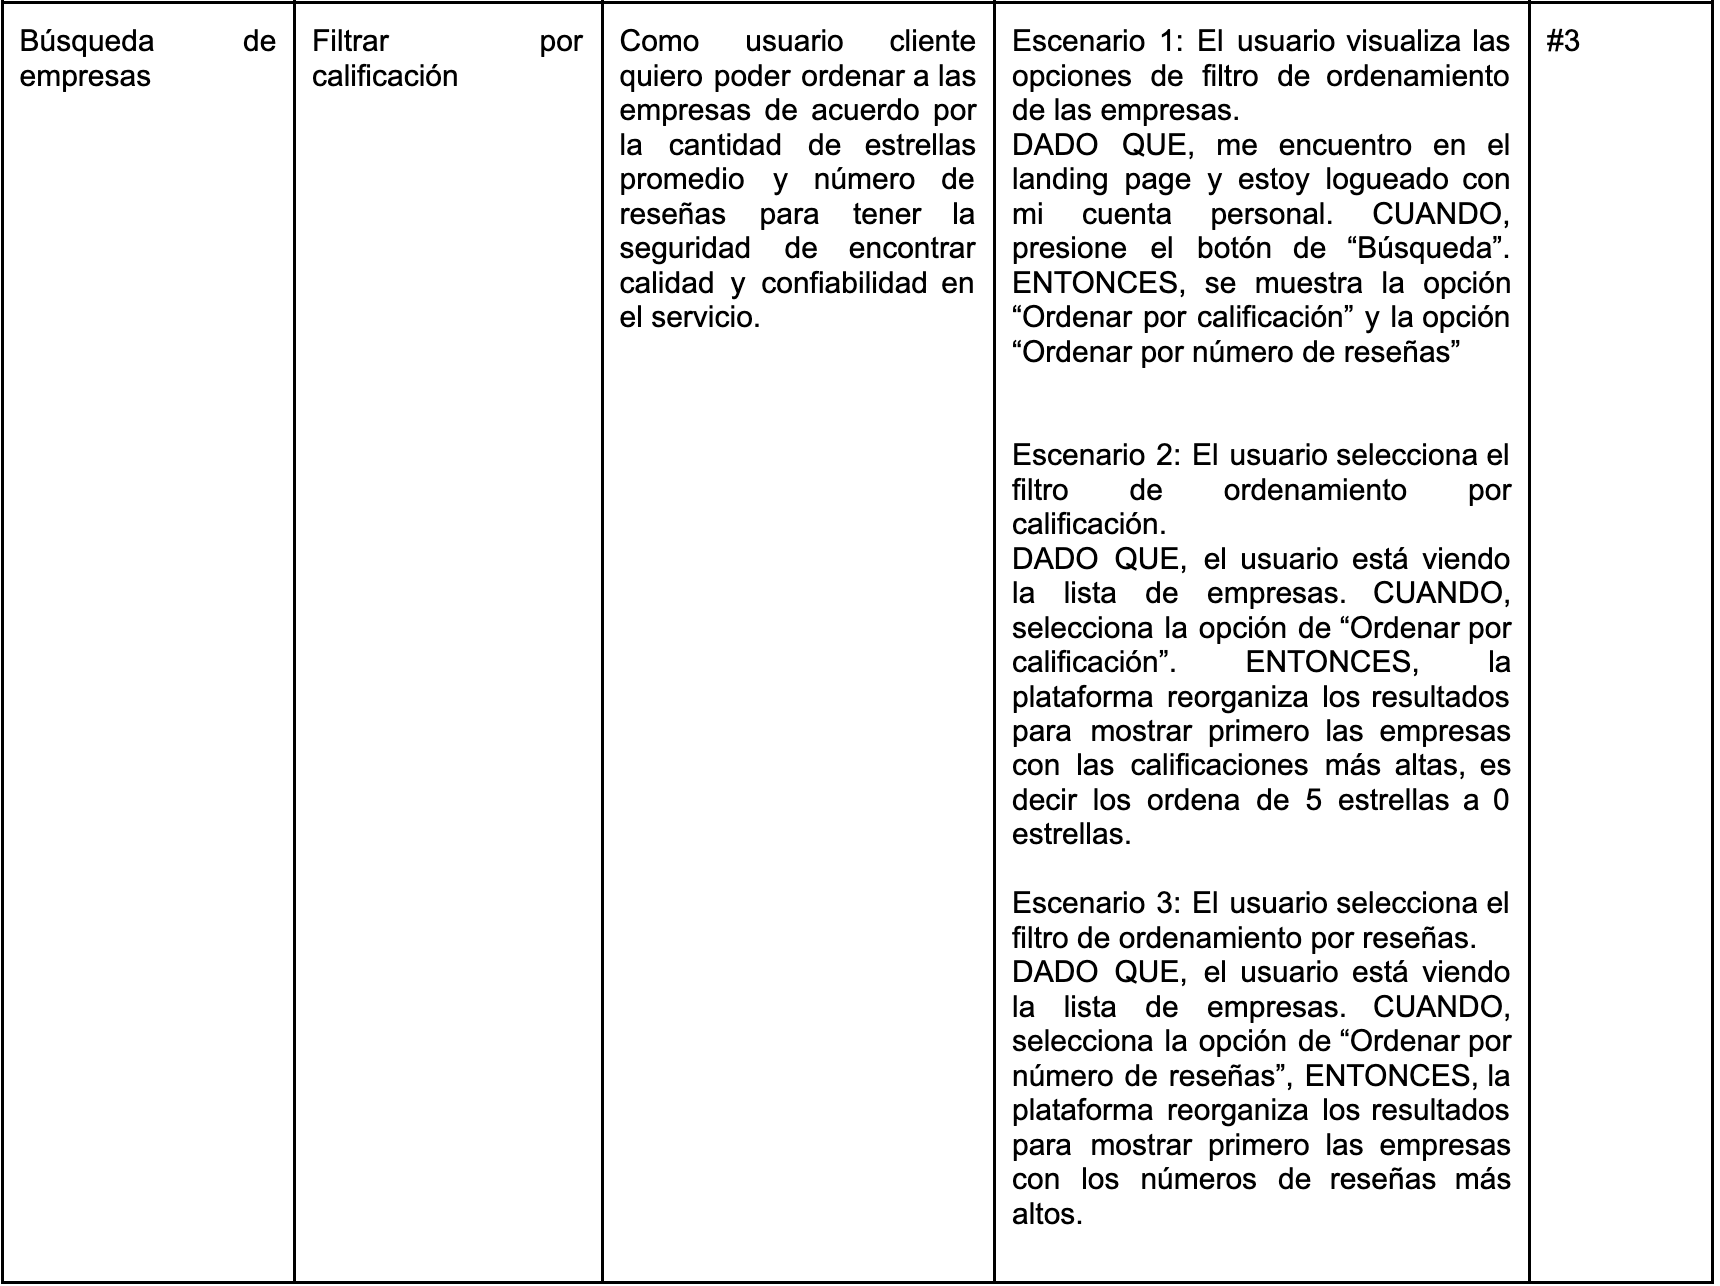 Búsqueda de
empresas
Filtrar por
calificación
Como usuario cliente
quiero poder ordenar a las
empresas de acuerdo por
la cantidad de estrellas
promedio y número de
reseñas para tener la
seguridad de encontrar
calidad y confiabilidad en
el servicio.
Escenario 1: El usuario visualiza las
opciones de filtro de ordenamiento
de las empresas.
DADO QUE, me encuentro en el
landing page y estoy logueado con
mi cuenta personal. CUANDO,
presione el botón de “Búsqueda”.
ENTONCES, se muestra la opción
“Ordenar por calificación” y la opción
“Ordenar por número de reseñas”
Escenario 2: El usuario selecciona el
filtro de ordenamiento por
calificación.
DADO QUE, el usuario está viendo
la lista de empresas. CUANDO,
selecciona la opción de “Ordenar por
calificación”. ENTONCES, la
plataforma reorganiza los resultados
para mostrar primero las empresas
con las calificaciones más altas, es
decir los ordena de 5 estrellas a 0
estrellas.
Escenario 3: El usuario selecciona el
filtro de ordenamiento por reseñas.
DADO QUE, el usuario está viendo
la lista de empresas. CUANDO,
selecciona la opción de “Ordenar por
número de reseñas”, ENTONCES, la
plataforma reorganiza los resultados
para mostrar primero las empresas
con los números de reseñas más
altos.
#3